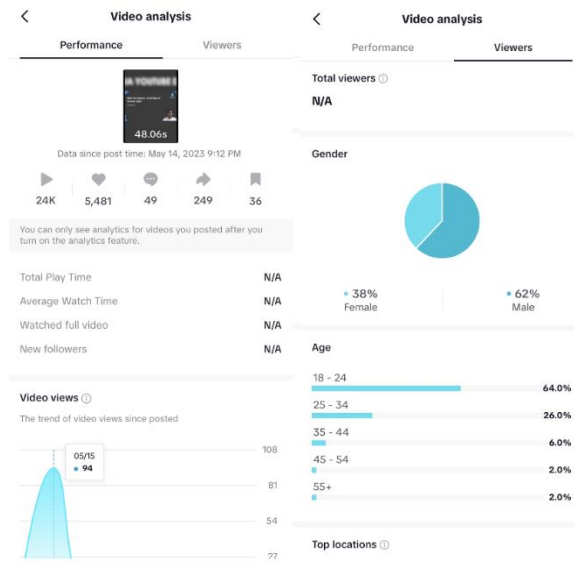 Video analysis
Performance
Viewers
48.06s
Data since post time: May 14, 2023 9:12 PM
24K
5,481
49
249
36
You can only see analytics for videos you posted after you
turn on the analytics feature.
Total Play Time
N/A
Average Watch Time
N/A
Watched full video
N/A
New followers
N/A
Video views
The trend of video views since posted
05/15
94
108
81
54
27
Video analysis
Performance
Viewers
Total viewers
N/A
Gender
38%
Female
62%
Male
Age
18 - 24
64.0%
25 - 34
26.0%
35 - 44
6.0%
45 - 54
2.0%
55+
2.0%
Top locations